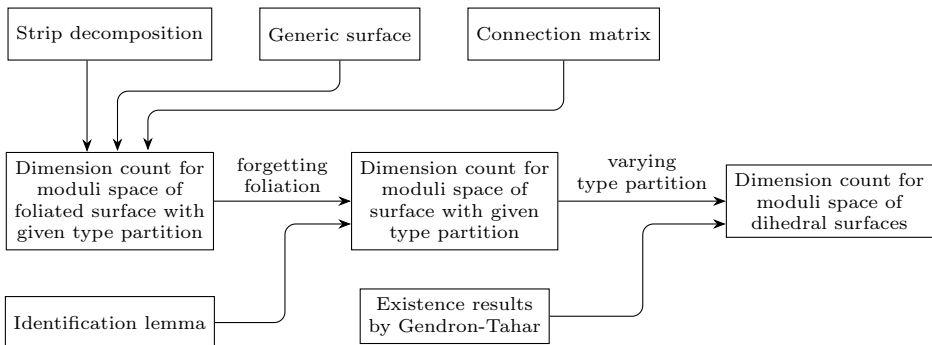 Strip decomposition
Generic surface
Connection matrix
Dimension count for
moduli space of
foliated surface with
given type partition
forgetting
foliation
Dimension count for
moduli space of
surface with given
type partition
varying
type partition
Dimension count for
moduli space of
dihedral surfaces
Identification lemma
Existence results
by Gendron-Tahar